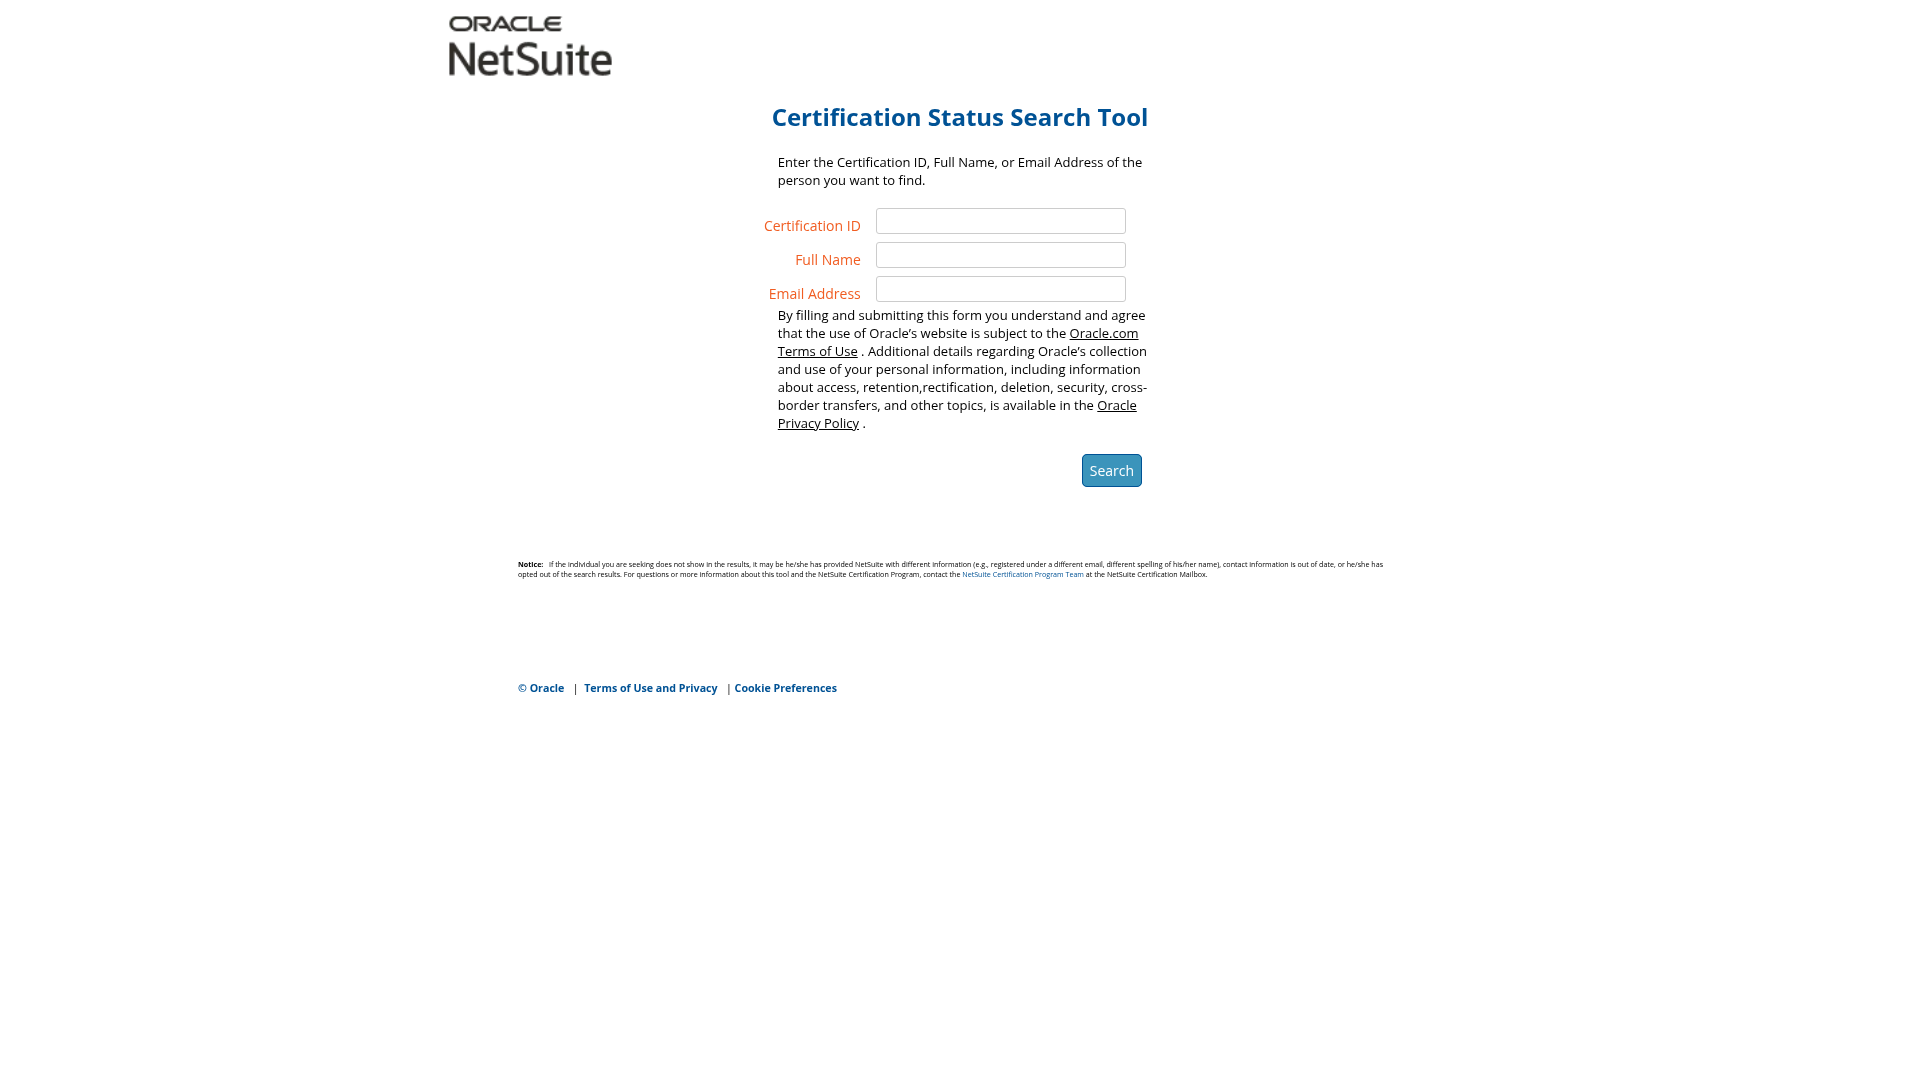 ORACLE
NetSuite
Certification Status Search Tool
Enter the Certification ID, Full Name, or Email Address of the
person you want to find.
Certification ID
Full Name
Email Address
By filling and submitting this form you understand and agree
that the use of Oracle's website is subject to the Oracle.com
Terms of Use . Additional details regarding Oracle's collection
and use of your personal information, including information
about access, retention,rectification, deletion, security, cross-
border transfers, and other topics, is available in the Oracle
Privacy Policy .
Search
Notice: If the individual you are seeking does not show in the results, it may be he/she has provided NetSuite with different information (e.g., registered under a different email, different spelling of his/her name), contact information is out of date, or he/she has
opted out of the search results. For questions or more information about this tool and the NetSuite Certification Program, contact the NetSuite Certification Program Team at the NetSuite Certification Mailbox.
© Oracle | Terms of Use and Privacy | Cookie Preferences